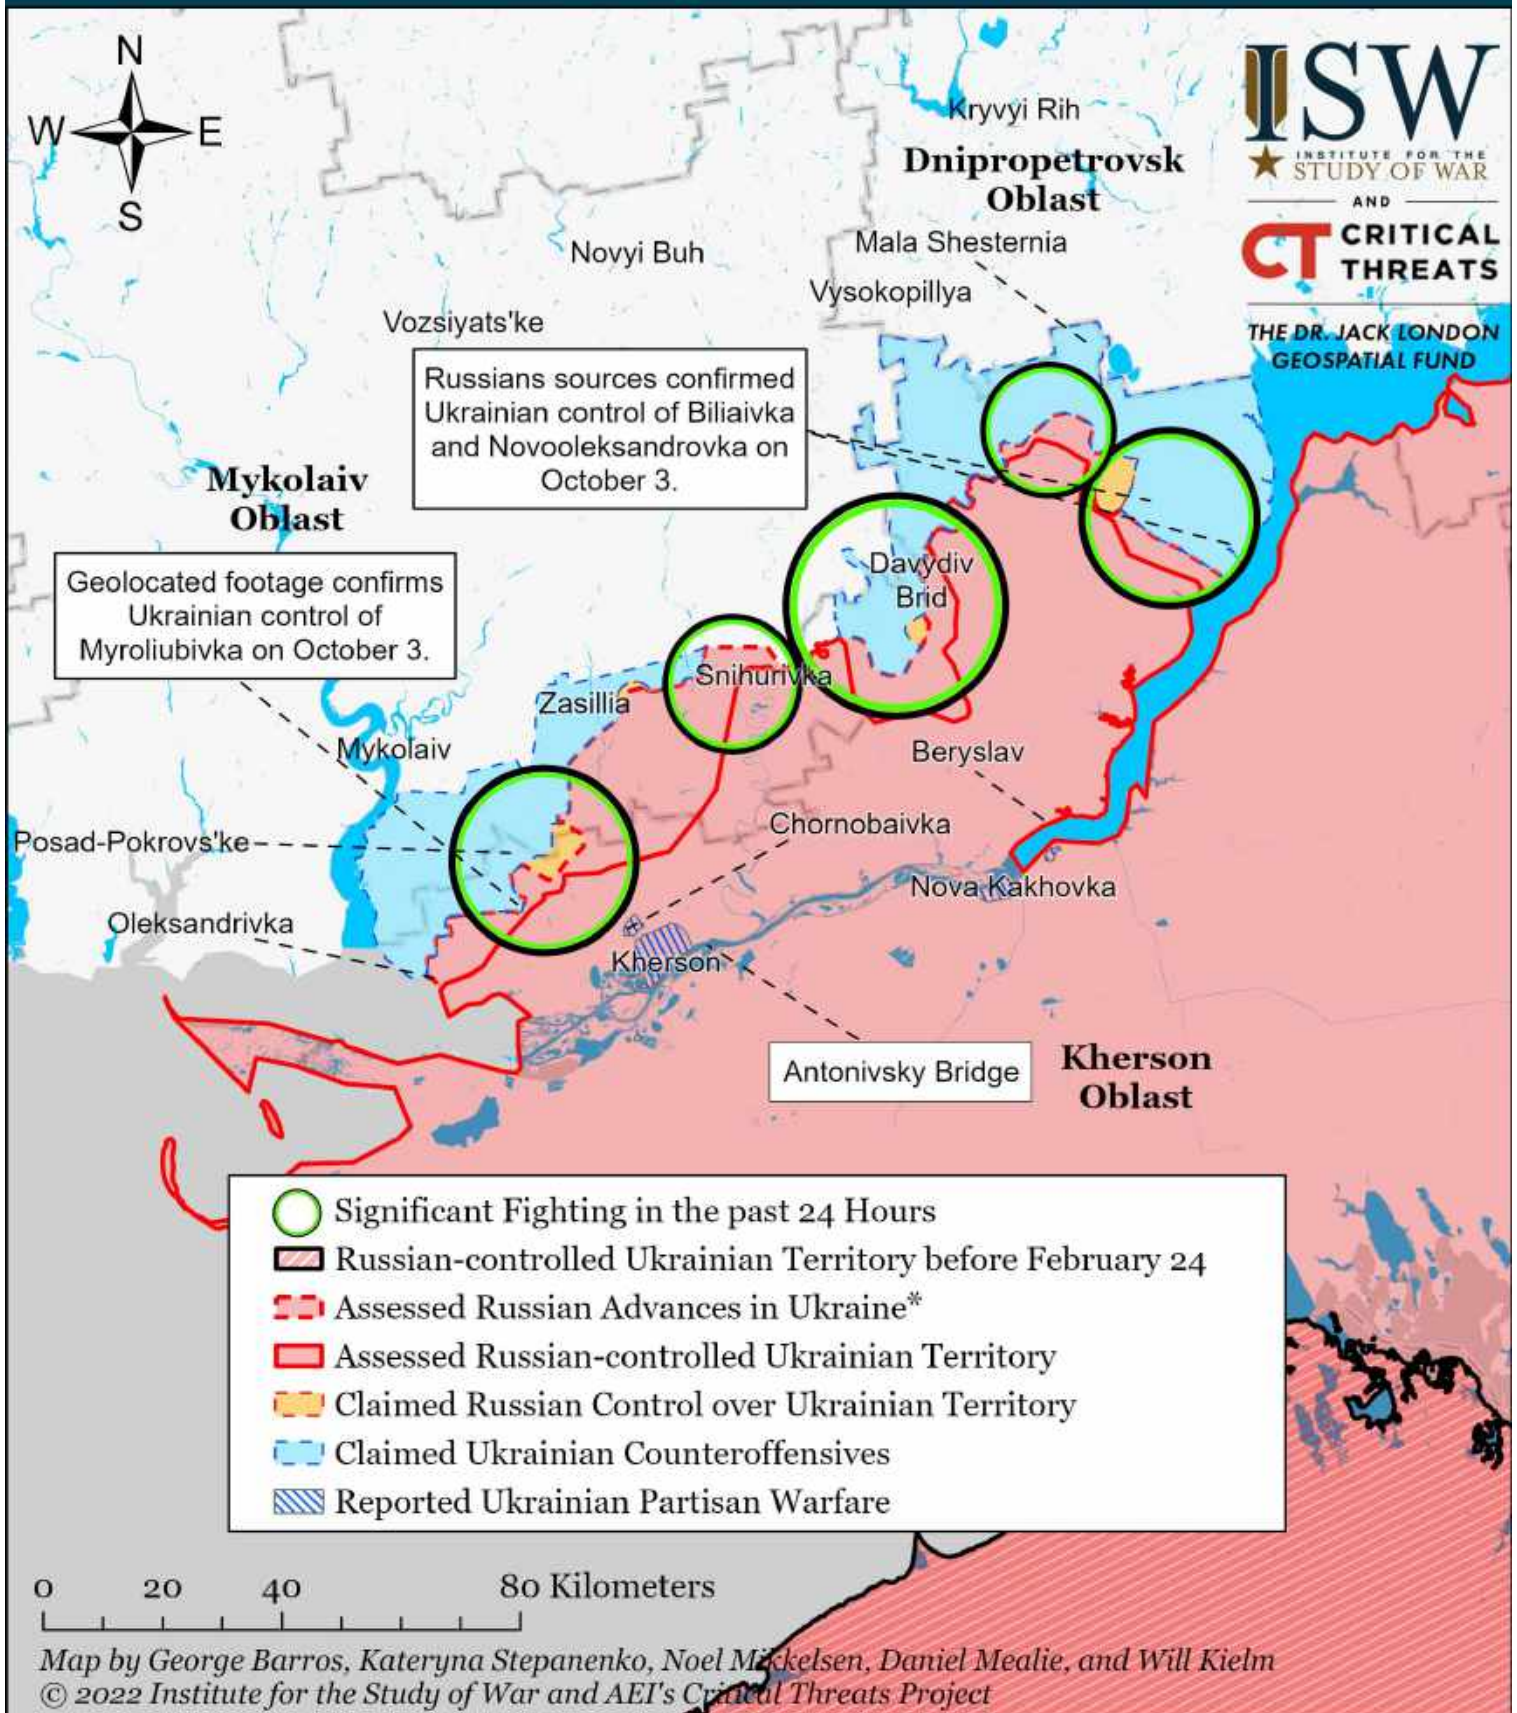 N
W E
S
Kryvyi Rih
Dnipropetrovsk
Oblast
ISW
INSTITUTE FOR THE
STUDY OF WAR
AND
CT CRITICAL
THREATS
THE DR. JACK LONDON
GEOSPATIAL FUND
Novyi Buh
Mala Shesternia
Vysokopillya
Vozsiyats'ke
Russians sources confirmed
Ukrainian control of Biliaivka
and Novooleksandrovka on
October 3.
Mykolaiv
Oblast
Geolocated footage confirms
Ukrainian control of
Myroliubivka on October 3.
Davydiv
Brid
Snihurivka
Zasillia
Mykolaiv
Beryslav
Chornobaivka
Posad-Pokrovs'ke
Nova Kakhovka
Oleksandrivka
Kherson
Antonivsky Bridge
Kherson
Oblast
Significant Fighting in the past 24 Hours
Russian-controlled Ukrainian Territory before February 24
Assessed Russian Advances in Ukraine*
Assessed Russian-controlled Ukrainian Territory
Claimed Russian Control over Ukrainian Territory
Claimed Ukrainian Counteroffensives
Reported Ukrainian Partisan Warfare
0 20 40 80 Kilometers
Map by George Barros, Kateryna Stepanenko, Noel Mikkelsen, Daniel Mealie, and Will Kielm
© 2022 Institute for the Study of War and AEI's Critical Threats Project